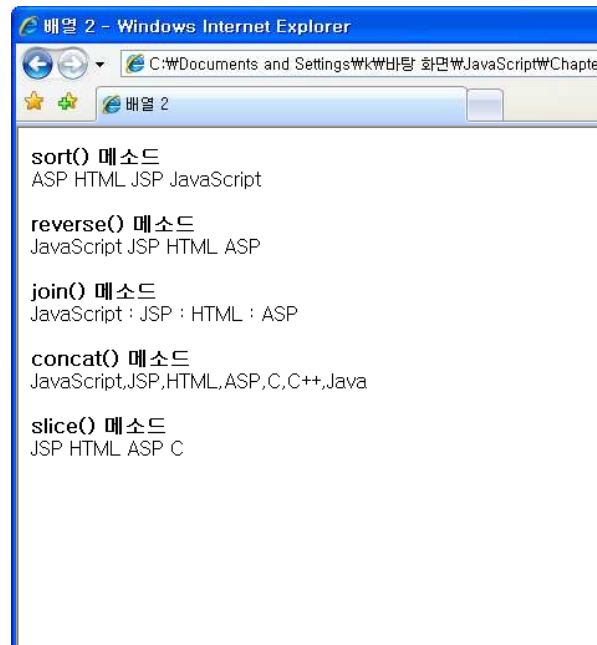 배열 2 - Windows Internet Explorer
C:₩Documents and Settings₩k₩바탕 화면₩JavaScript₩Chapte
배열 2
sort() 메소드
ASP HTML JSP JavaScript
reverse() 메소드
JavaScript JSP HTML ASP
join() 메소드
JavaScript : JSP : HTML : ASP
concat() 메소드
JavaScript,JSP,HTML,ASP,C,C++,Java
slice() 메소드
JSP HTML ASP C